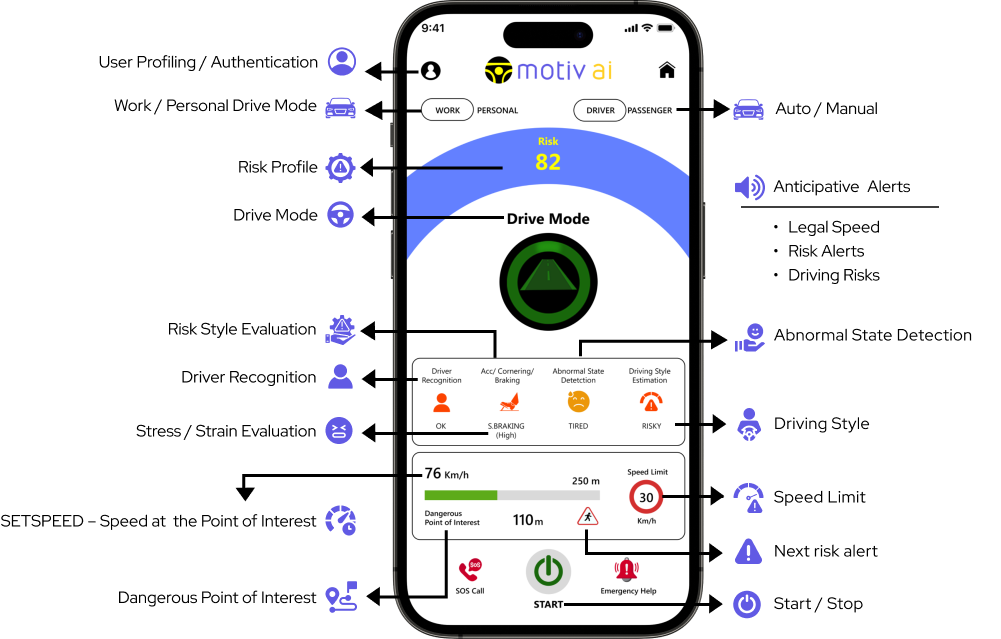 9:41
motiv ai
User Profiling / Authentication
Work / Personal Drive Mode
WORK
PERSONAL
DRIVER
PASSENGER
Auto / Manual
Risk
82
Risk Profile
Anticipative Alerts
• Legal Speed
• Risk Alerts
• Driving Risks
Drive Mode
Drive Mode
Risk Style Evaluation
Abnormal State Detection
Driver Recognition
Driver
Recognition
OK
Acc/ Cornering/
Braking
S.BRAKING
(High)
Abnormal State
Detetction
TIRED
Driving Style
Estimation
RISKY
Stress / Strain Evaluation
Driving Style
76 Km/h
250 m
Speed Limit
30
Km/h
Speed Limit
Dangerous
Point of Interest
110 m
SETSPEED – Speed at the Point of Interest
Next risk alert
SOS
SOS Call
START
Emergency Help
Dangerous Point of Interest
Start / Stop